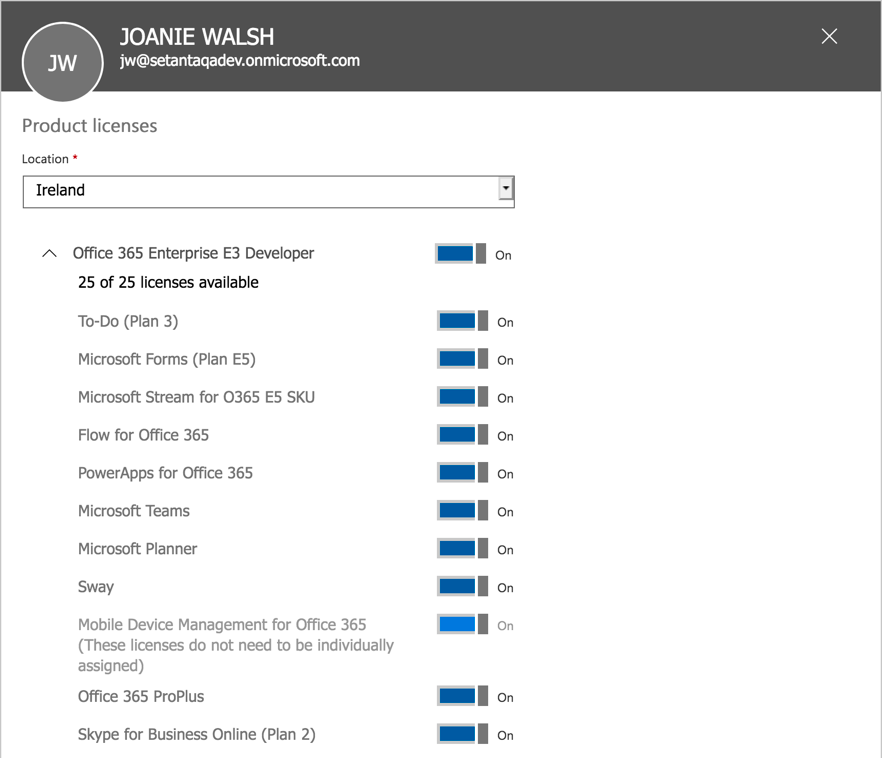 JW
JOANIE WALSH
jw@setantaqadev.onmicrosoft.com
Product licenses
Location *
Ireland
Office 365 Enterprise E3 Developer On
25 of 25 licenses available
To-Do (Plan 3) On
Microsoft Forms (Plan E5) On
Microsoft Stream for O365 E5 SKU On
Flow for Office 365 On
PowerApps for Office 365 On
Microsoft Teams On
Microsoft Planner On
Sway On
Mobile Device Management for Office 365 On
(These licenses do not need to be individually
assigned)
Office 365 ProPlus On
Skype for Business Online (Plan 2) On